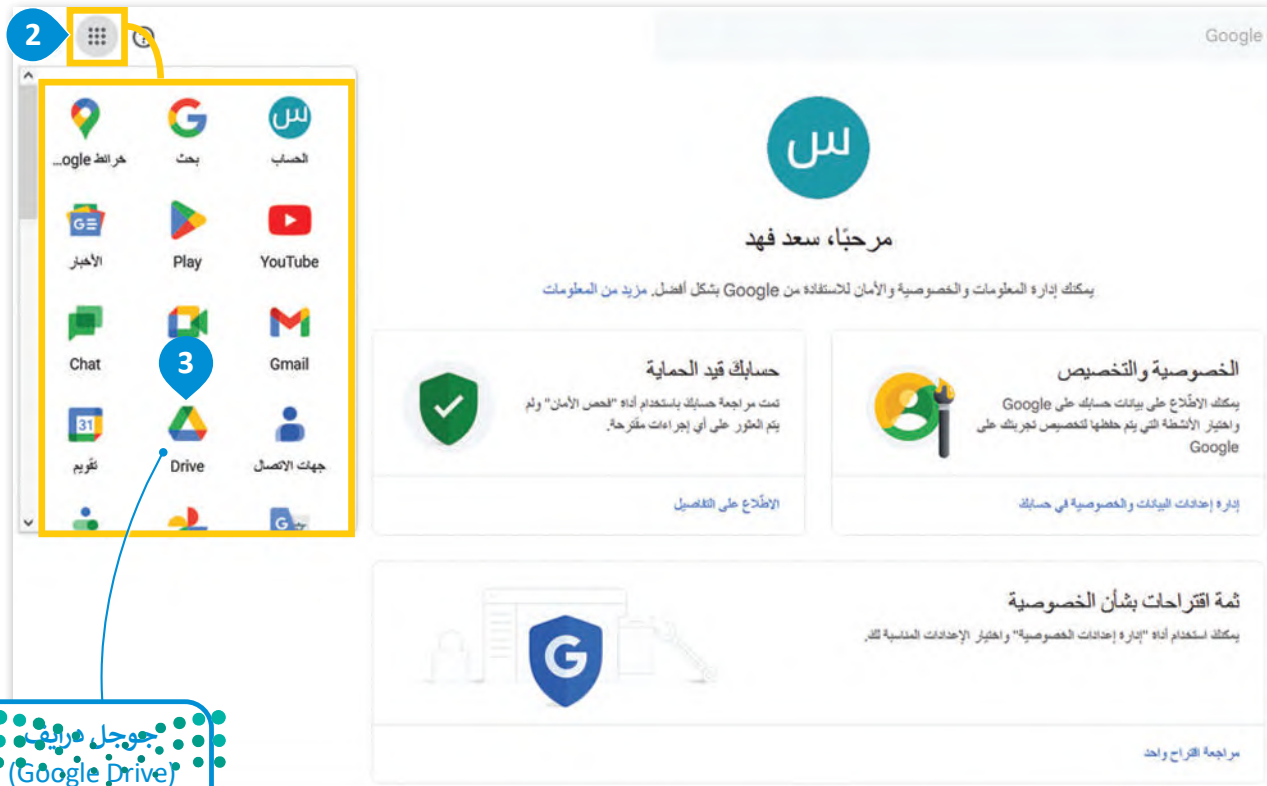 2
Google
الحساب
بحث
خرائط ogle...
YouTube
Play
الأخبار
Gmail
3
Chat
جهات الاتصال
Drive
تقويم
31
س
مرحبًا، سعد فهد
يمكنك إدارة المعلومات والخصوصية والأمان للاستفادة من Google بشكل أفضل. مزيد من المعلومات
الخصوصية والتخصيص
يمكنك الاطّلاع على بيانات حسابك على Google
واختيار الأنشطة التي يتم حفظها لتخصيص تجربتك على
Google
إدارة إعدادات البيانات والخصوصية في حسابك
حسابك قيد الحماية
تمت مراجعة حسابك باستخدام أداة "فحص الأمان" ولم
يتم العثور على أي إجراءات مقترحة.
الاطّلاع على التفاصيل
ثمة اقتراحات بشأن الخصوصية
يمكنك استخدام أداة "إدارة إعدادات الخصوصية" واختيار الإعدادات المناسبة لك.
مراجعة اقتراح واحد
جوجل درايف
(Google Drive)